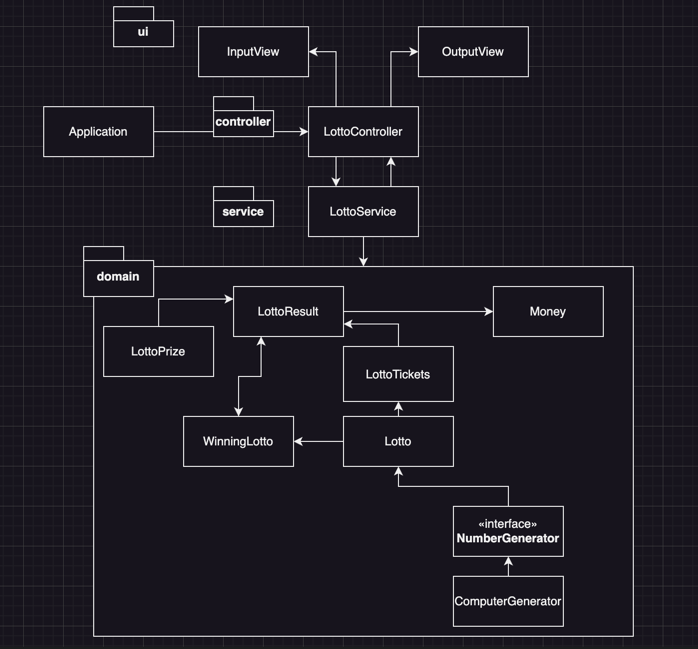 ui
InputView
OutputView
Application
controller
LottoController
service
LottoService
domain
LottoResult
Money
LottoPrize
LottoTickets
WinningLotto
Lotto
«interface»
NumberGenerator
ComputerGenerator